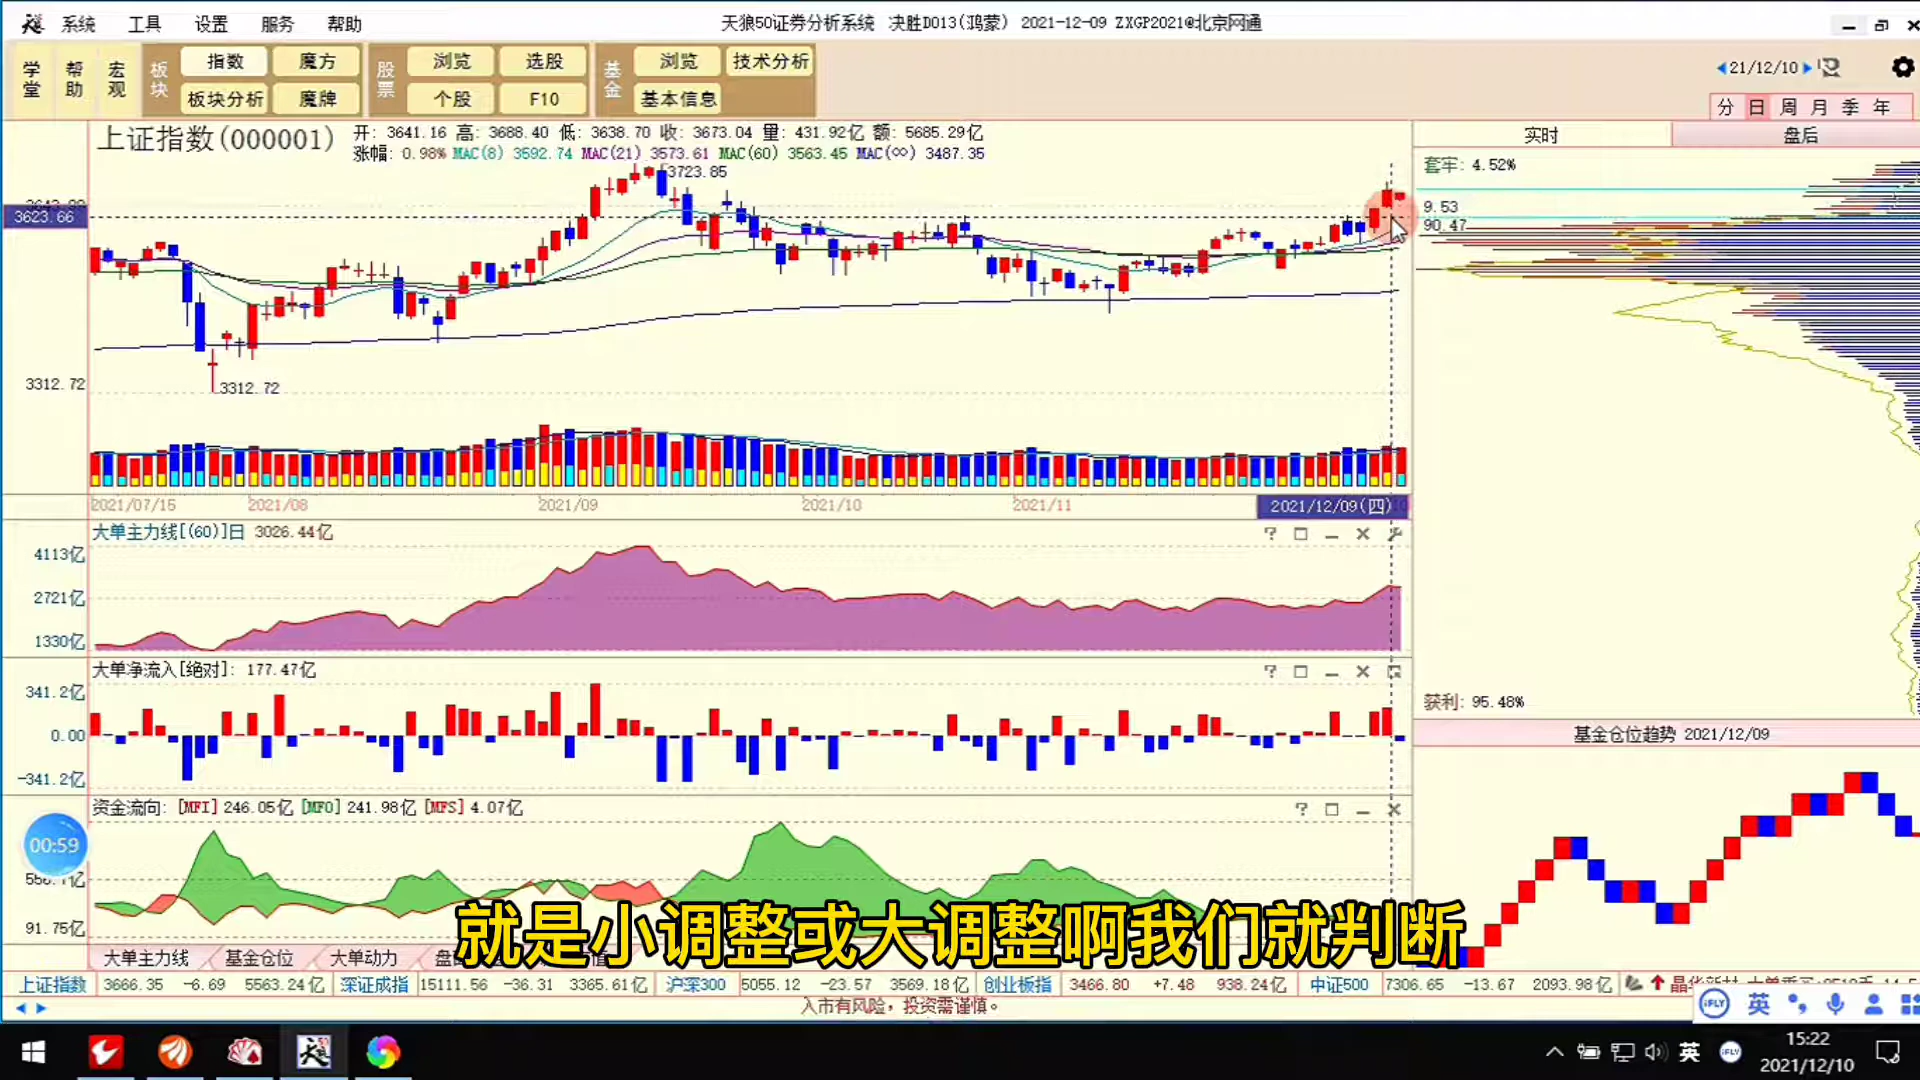 系统 工具 设置 服务 帮助 天狼50证券分析系统 决胜D013(鸿蒙) 2021-12-09 ZXGP2021@北京网通
学堂 帮助 宏观 板块 指数 魔方 股票 浏览 选股 基金 浏览 技术分析
板块分析 魔牌 个股 F10 基本信息
21/12/10
分 日 周 月 季 年
上证指数(000001) 开: 3641.16 高: 3688.40 低: 3638.70 收: 3673.04 量: 431.92亿 额: 5685.29亿
涨幅: 0.98% MAC(8) 3592.74 MAC(21) 3573.61 MAC(60) 3563.45 MAC(∞) 3487.35
实时 盘后
套牢: 4.52%
3723.85
9.53
3623.66
90.47
3312.72
3312.72
2021/07/15 2021/08 2021/09 2021/10 2021/11 2021/12/09(四)
大单主力线[(60)]日 3026.44亿
4113亿
2721亿
1330亿
大单净流入[绝对]: 177.47亿
341.2亿
0.00
-341.2亿
获利: 95.48%
基金仓位趋势 2021/12/09
资金流向: [MFI] 246.05亿 [MFO] 241.98亿 [MFS] 4.07亿
00:59
91.75亿
就是小调整或大调整啊我们就判断
大单主力线 基金仓位 大单动力
上证指数 3666.35 -6.69 5563.24亿 深证成指 15111.56 -36.31 3365.61亿 沪深300 5055.12 -23.57 3569.18亿 创业板指 3466.80 +7.48 938.24亿 中证500 7306.65 -13.67 2093.98亿
入市有风险，投资需谨慎。
iFLY 英
英 iFLY 15:22
2021/12/10